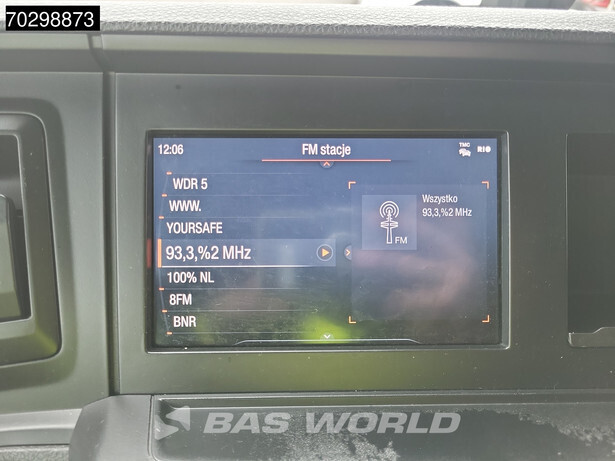 70298873
12:06 FM stacje TMC
WDR 5
WWW.
YOURSAFE
93,3,%2 MHz
100% NL
8FM
BNR
Wszystko
93,3,%2 MHz
FM
BAS WORLD